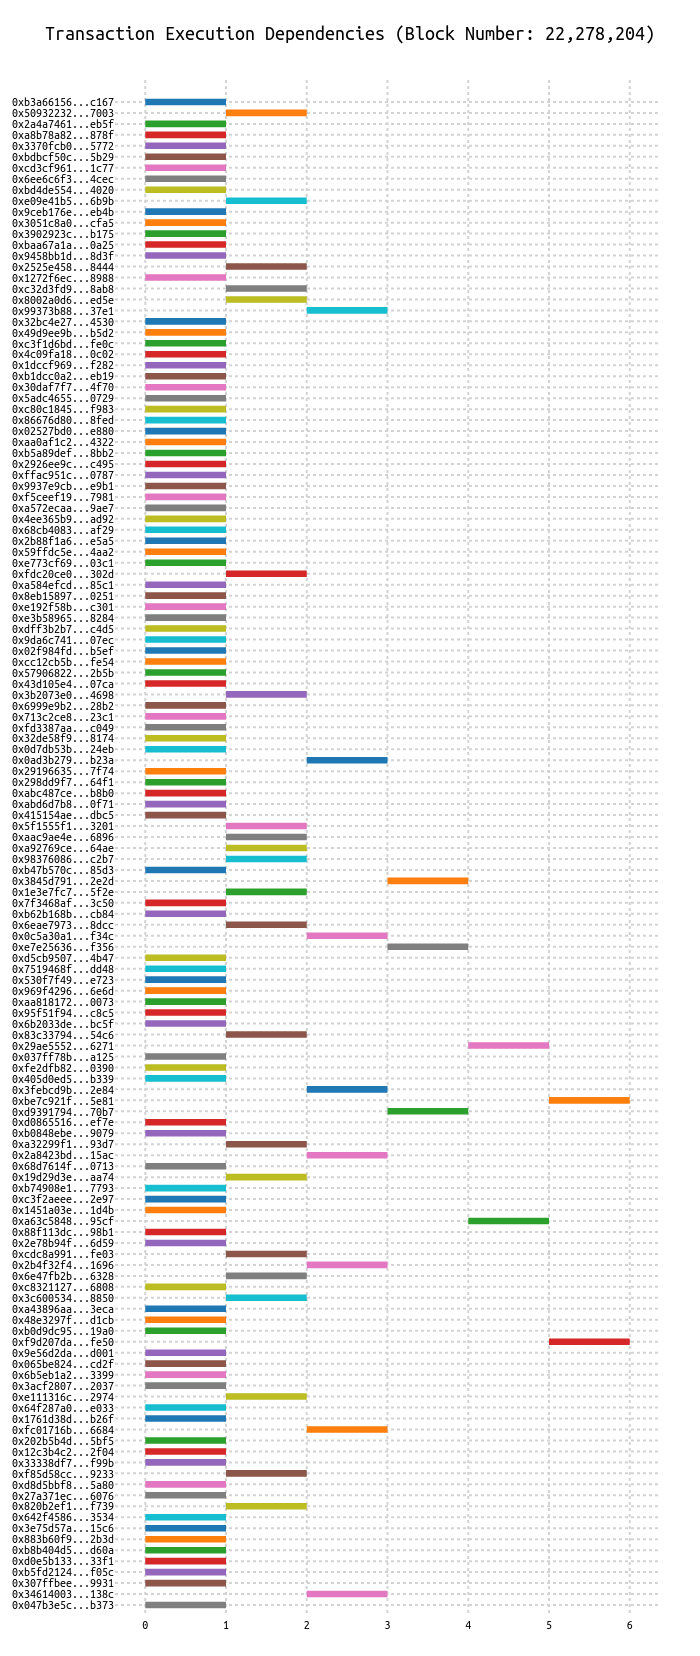 Transaction Execution Dependencies (Block Number: 22,278,204)
0xb3a66156...c167
0x50932232...7003
0x2a4a7461...eb5f
0xa8b78a82...878f
0x3370fcb0...5772
0xbdbcf50c...5b29
0xcd3cf961...1c77
0x6ee6c6f3...4cec
0xbd4de554...4020
0xe09e41b5...6b9b
0x9ceb176e...eb4b
0x3051c8a0...cfa5
0x3902923c...b175
0xbaa67a1a...0a25
0x9458bb1d...8d3f
0x2525e458...8444
0x1272f6ec...8988
0xc32d3fd9...8ab8
0x8002a0d6...ed5e
0x99373b88...37e1
0x32bc4e27...4530
0x49d9ee9b...b5d2
0xc3f1d6bd...fe0c
0x4c09fa18...0c02
0x1dccf969...f282
0xb1dcc0a2...eb19
0x30daf7f7...4f70
0x5adc4655...0729
0xc80c1845...f983
0x86676d80...8fed
0x02527bd0...e880
0xaa0af1c2...4322
0xb5a89def...8bb2
0x2926ee9c...c495
0xffac951c...0787
0x9937e9cb...e9b1
0xf5ceef19...7981
0xa572ecaa...9ae7
0x4ee365b9...ad92
0x68cb4083...af29
0x2b88f1a6...e5a5
0x59ffdc5e...4aa2
0xe773cf69...03c1
0xfdc20ce0...302d
0xa584efcd...85c1
0x8eb15897...0251
0xe192f58b...c301
0xe3b58965...8284
0xdff3b2b7...c4d5
0x9da6c741...07ec
0x02f984fd...b5ef
0xcc12cb5b...fe54
0x57906822...2b5b
0x43d105e4...07ca
0x3b2073e0...4698
0x6999e9b2...28b2
0x713c2ce8...23c1
0xfd3387aa...c049
0x32de58f9...8174
0x0d7db53b...24eb
0x0ad3b279...b23a
0x29196635...7f74
0x298dd9f7...64f1
0xabc487ce...b8b0
0xabd6d7b8...0f71
0x415154ae...dbc5
0x5f1555f1...3201
0xaac9ae4e...6896
0xa92769ce...64ae
0x98376086...c2b7
0xb47b570c...85d3
0x3845d791...2e2d
0x1e3e7fc7...5f2e
0x7f3468af...3c50
0xb62b168b...cb84
0x6eae7973...8dcc
0x0c5a30a1...f34c
0xe7e25636...f356
0xd5cb9507...4b47
0x7519468f...dd48
0x530f7f49...e723
0x969f4296...6e6d
0xaa818172...0073
0x95f51f94...c8c5
0x6b2033de...bc5f
0x83c33794...54c6
0x29ae5552...6271
0x037ff78b...a125
0xfe2dfb82...0390
0x405d0ed5...b339
0x3febcd9b...2e84
0xbe7c921f...5e81
0xd9391794...70b7
0xd0865516...ef7e
0xb0848ebe...9079
0xa32299f1...93d7
0x2a8423bd...15ac
0x68d7614f...0713
0x19d29d3e...aa74
0xb74908e1...7793
0xc3f2aeee...2e97
0x1451a03e...1d4b
0xa63c5848...95cf
0x88f113dc...98b1
0x2e78b94f...6d59
0xcdc8a991...fe03
0x2b4f32f4...1696
0x6e47fb2b...6328
0xc8321127...6808
0x3c600534...8850
0xa43896aa...3eca
0x48e3297f...d1cb
0xb0d9dc95...19a0
0xf9d207da...fe50
0x9e56d2da...d001
0x065be824...cd2f
0x6b5eb1a2...3399
0x3acf2807...2037
0xe111316c...2974
0x64f287a0...e033
0x1761d38d...b26f
0xfc01716b...6684
0x202b5b4d...5bf5
0x12c3b4c2...2f04
0x33338df7...f99b
0xf85d58cc...9233
0xd8d5bbf8...5a80
0x27a371ec...6076
0x820b2ef1...f739
0x642f4586...3534
0x3e75d57a...15c6
0x883b60f9...2b3d
0xb8b404d5...d60a
0xd0e5b133...33f1
0xb5fd2124...f05c
0x307ffbee...9931
0x34614003...138c
0x047b3e5c...b373
0 1 2 3 4 5 6